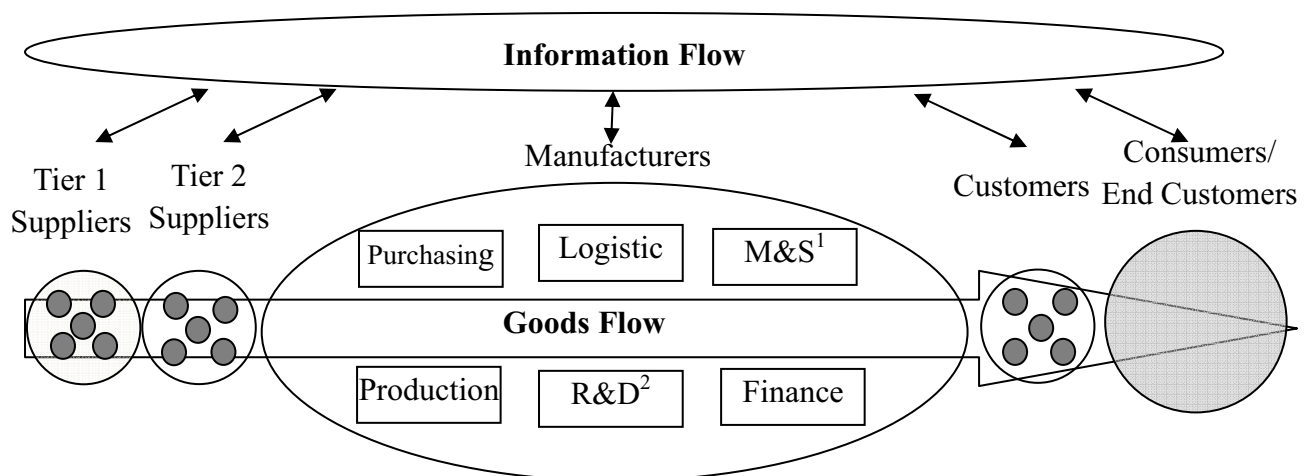 Information Flow
Tier 1
Suppliers
Tier 2
Suppliers
Manufacturers
Customers
Consumers/
End Customers
Purchasing
Logistic
M&S¹
Goods Flow
Production
R&D²
Finance